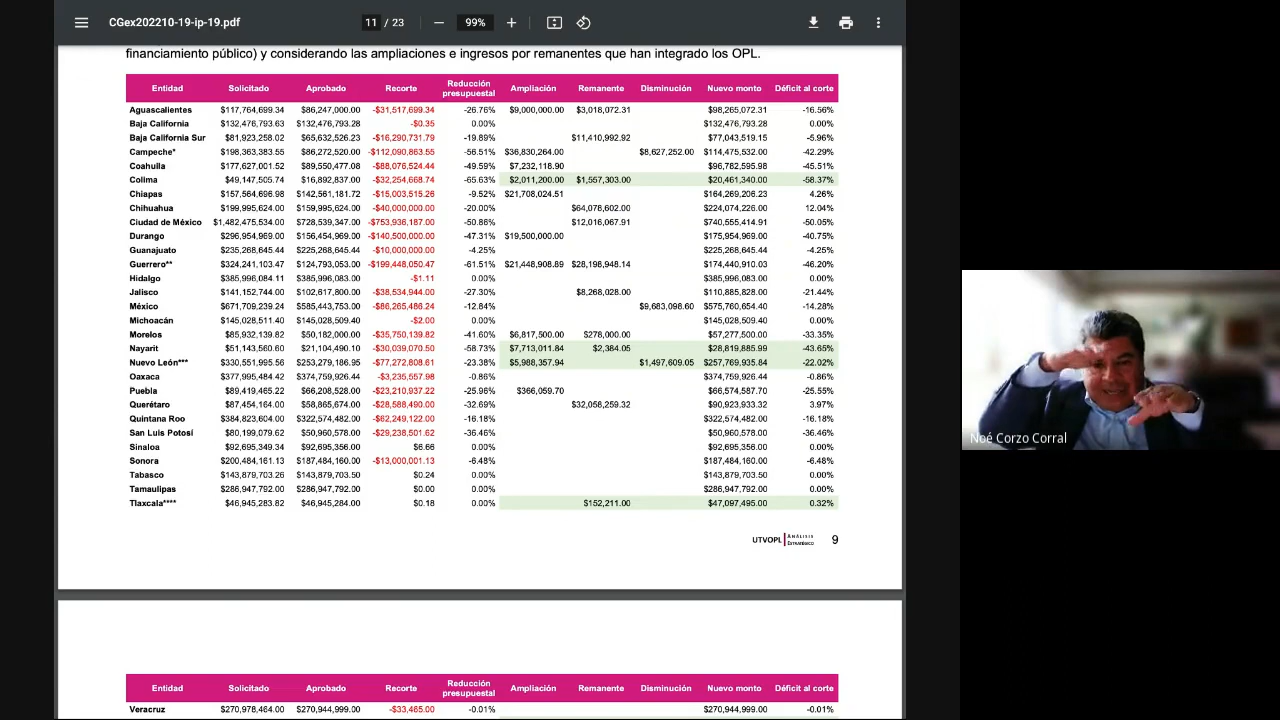 CGex202210-19-ip-19.pdf
11 / 23
99%
financiamiento público) y considerando las ampliaciones e ingresos por remanentes que han integrado los OPL.
Entidad Solicitado Aprobado Recorte Reducción presupuestal Ampliación Remanente Disminución Nuevo monto Déficit al corte
Aguascalientes $117,764,699.34 $86,247,000.00 -$31,517,699.34 -26.76% $9,000,000.00 $3,018,072.31 $98,265,072.31 -16.56%
Baja California $132,476,793.63 $132,476,793.28 -$0.35 0.00% $132,476,793.28 0.00%
Baja California Sur $81,923,258.02 $65,632,526.23 -$16,290,731.79 -19.89% $11,410,992.92 $77,043,519.15 -5.96%
Campeche* $198,363,383.55 $86,272,520.00 -$112,090,863.55 -56.51% $36,830,264.00 $8,627,252.00 $114,475,532.00 -42.29%
Coahuila $177,627,001.52 $89,550,477.08 -$88,076,524.44 -49.59% $7,232,118.90 $96,782,595.98 -45.51%
Colima $49,147,505.74 $16,892,837.00 -$32,254,668.74 -65.63% $2,011,200.00 $1,557,303.00 $20,461,340.00 -58.37%
Chiapas $157,564,696.98 $142,561,181.72 -$15,003,515.26 -9.52% $21,708,024.51 $164,269,206.23 4.26%
Chihuahua $199,995,624.00 $159,995,624.00 -$40,000,000.00 -20.00% $64,078,602.00 $224,074,226.00 12.04%
Ciudad de México $1,482,475,534.00 $728,539,347.00 -$753,936,187.00 -50.86% $12,016,067.91 $740,555,414.91 -50.05%
Durango $296,954,969.00 $156,454,969.00 -$140,500,000.00 -47.31% $19,500,000.00 $175,954,969.00 -40.75%
Guanajuato $235,268,645.44 $225,268,645.44 -$10,000,000.00 -4.25% $225,268,645.44 -4.25%
Guerrero** $324,241,103.47 $124,793,053.00 -$199,448,050.47 -61.51% $21,448,908.89 $28,198,948.14 $174,440,910.03 -46.20%
Hidalgo $385,996,084.11 $385,996,083.00 -$1.11 0.00% $385,996,083.00 0.00%
Jalisco $141,152,744.00 $102,617,800.00 -$38,534,944.00 -27.30% $8,268,028.00 $110,885,828.00 -21.44%
México $671,709,239.24 $585,443,753.00 -$86,265,486.24 -12.84% $9,683,098.60 $575,760,654.40 -14.28%
Michoacán $145,028,511.40 $145,028,509.40 -$2.00 0.00% $145,028,509.40 0.00%
Morelos $85,932,139.82 $50,182,000.00 -$35,750,139.82 -41.60% $6,817,500.00 $278,000.00 $57,277,500.00 -33.35%
Nayarit $51,143,560.60 $21,104,490.10 -$30,039,070.50 -58.73% $7,713,011.84 $2,384.05 $28,819,885.99 -43.65%
Nuevo León*** $330,551,995.56 $253,279,186.95 -$77,272,808.61 -23.38% $5,988,357.94 $1,497,609.05 $257,769,935.84 -22.02%
Oaxaca $377,995,484.42 $374,759,926.44 -$3,235,557.98 -0.86% $374,759,926.44 -0.86%
Puebla $89,419,465.22 $66,208,528.00 -$23,210,937.22 -25.96% $366,059.70 $66,574,587.70 -25.55%
Querétaro $87,454,164.00 $58,865,674.00 -$28,588,490.00 -32.69% $32,058,259.32 $90,923,933.32 3.97%
Quintana Roo $384,823,604.00 $322,574,482.00 -$62,249,122.00 -16.18% $322,574,482.00 -16.18%
San Luis Potosí $80,199,079.62 $50,960,578.00 -$29,238,501.62 -36.46% $50,960,578.00 -36.46%
Sinaloa $92,695,349.34 $92,695,356.00 $6.66 0.00% $92,695,356.00 0.00%
Sonora $200,484,161.13 $187,484,160.00 -$13,000,001.13 -6.48% $187,484,160.00 -6.48%
Tabasco $143,879,703.26 $143,879,703.50 $0.24 0.00% $143,879,703.50 0.00%
Tamaulipas $286,947,792.00 $286,947,792.00 $0.00 0.00% $286,947,792.00 0.00%
Tlaxcala**** $46,945,283.82 $46,945,284.00 $0.18 0.00% $152,211.00 $47,097,495.00 0.32%
UTVOPL ANÁLISIS ESTRATÉGICO 9
Entidad Solicitado Aprobado Recorte Reducción presupuestal Ampliación Remanente Disminución Nuevo monto Déficit al corte
Veracruz $270,978,464.00 $270,944,999.00 -$33,465.00 -0.01% $270,944,999.00 -0.01%
Noé Corzo Corral